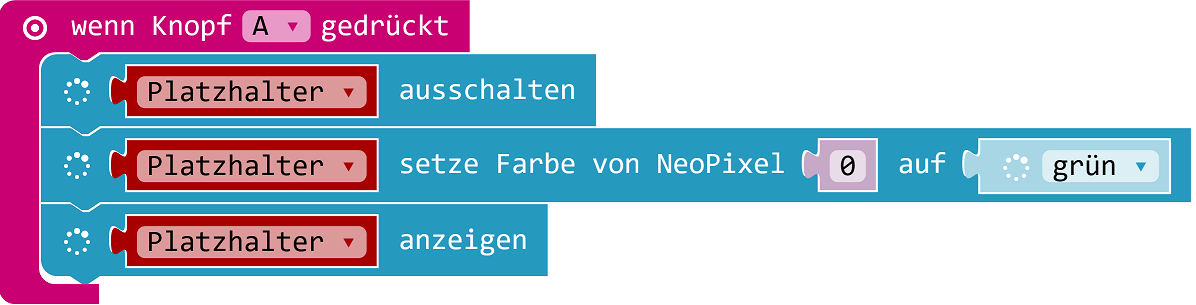 wenn Knopf A gedrückt
Platzhalter ausschalten
Platzhalter setze Farbe von NeoPixel 0 auf grün
Platzhalter anzeigen